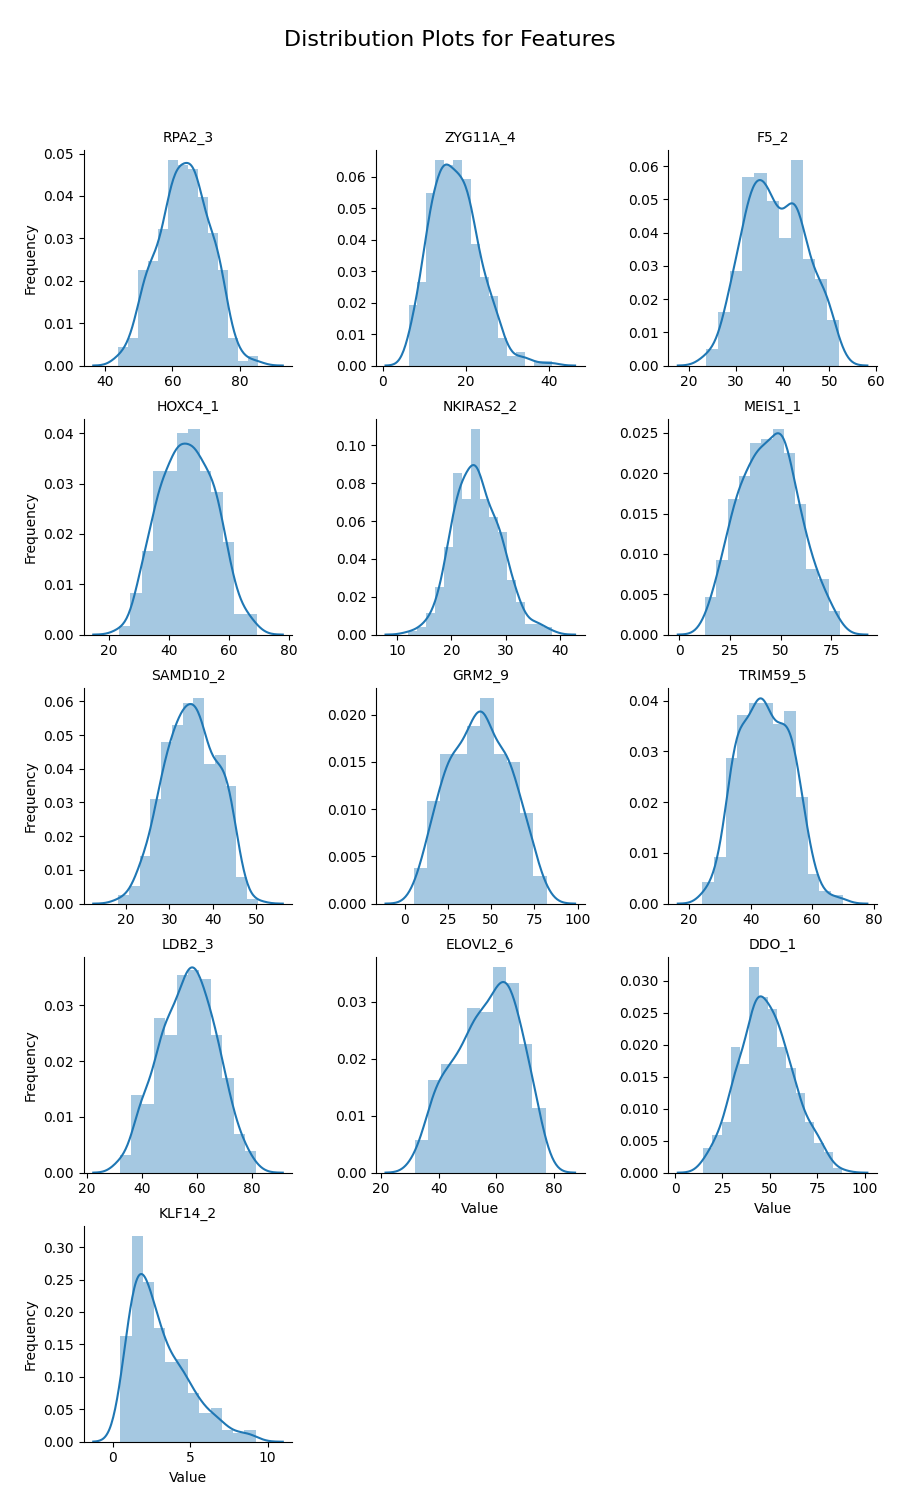 Distribution Plots for Features
RPA2_3 ZYG11A_4 F5_2
Frequency
0.05
0.04
0.03
0.02
0.01
0.00
40 60 80
0.06
0.05
0.04
0.03
0.02
0.01
0.00
0 20 40
0.06
0.05
0.04
0.03
0.02
0.01
0.00
20 30 40 50 60
HOXC4_1 NKIRAS2_2 MEIS1_1
Frequency
0.04
0.03
0.02
0.01
0.00
20 40 60 80
0.10
0.08
0.06
0.04
0.02
0.00
10 20 30 40
0.025
0.020
0.015
0.010
0.005
0.000
0 25 50 75
SAMD10_2 GRM2_9 TRIM59_5
Frequency
0.06
0.05
0.04
0.03
0.02
0.01
0.00
20 30 40 50
0.020
0.015
0.010
0.005
0.000
0 25 50 75 100
0.04
0.03
0.02
0.01
0.00
20 40 60 80
LDB2_3 ELOVL2_6 DDO_1
Frequency
0.03
0.02
0.01
0.00
20 40 60 80
0.03
0.02
0.01
0.00
20 40 60 80
Value
0.030
0.025
0.020
0.015
0.010
0.005
0.000
0 25 50 75 100
Value
KLF14_2
Frequency
0.30
0.25
0.20
0.15
0.10
0.05
0.00
0 5 10
Value